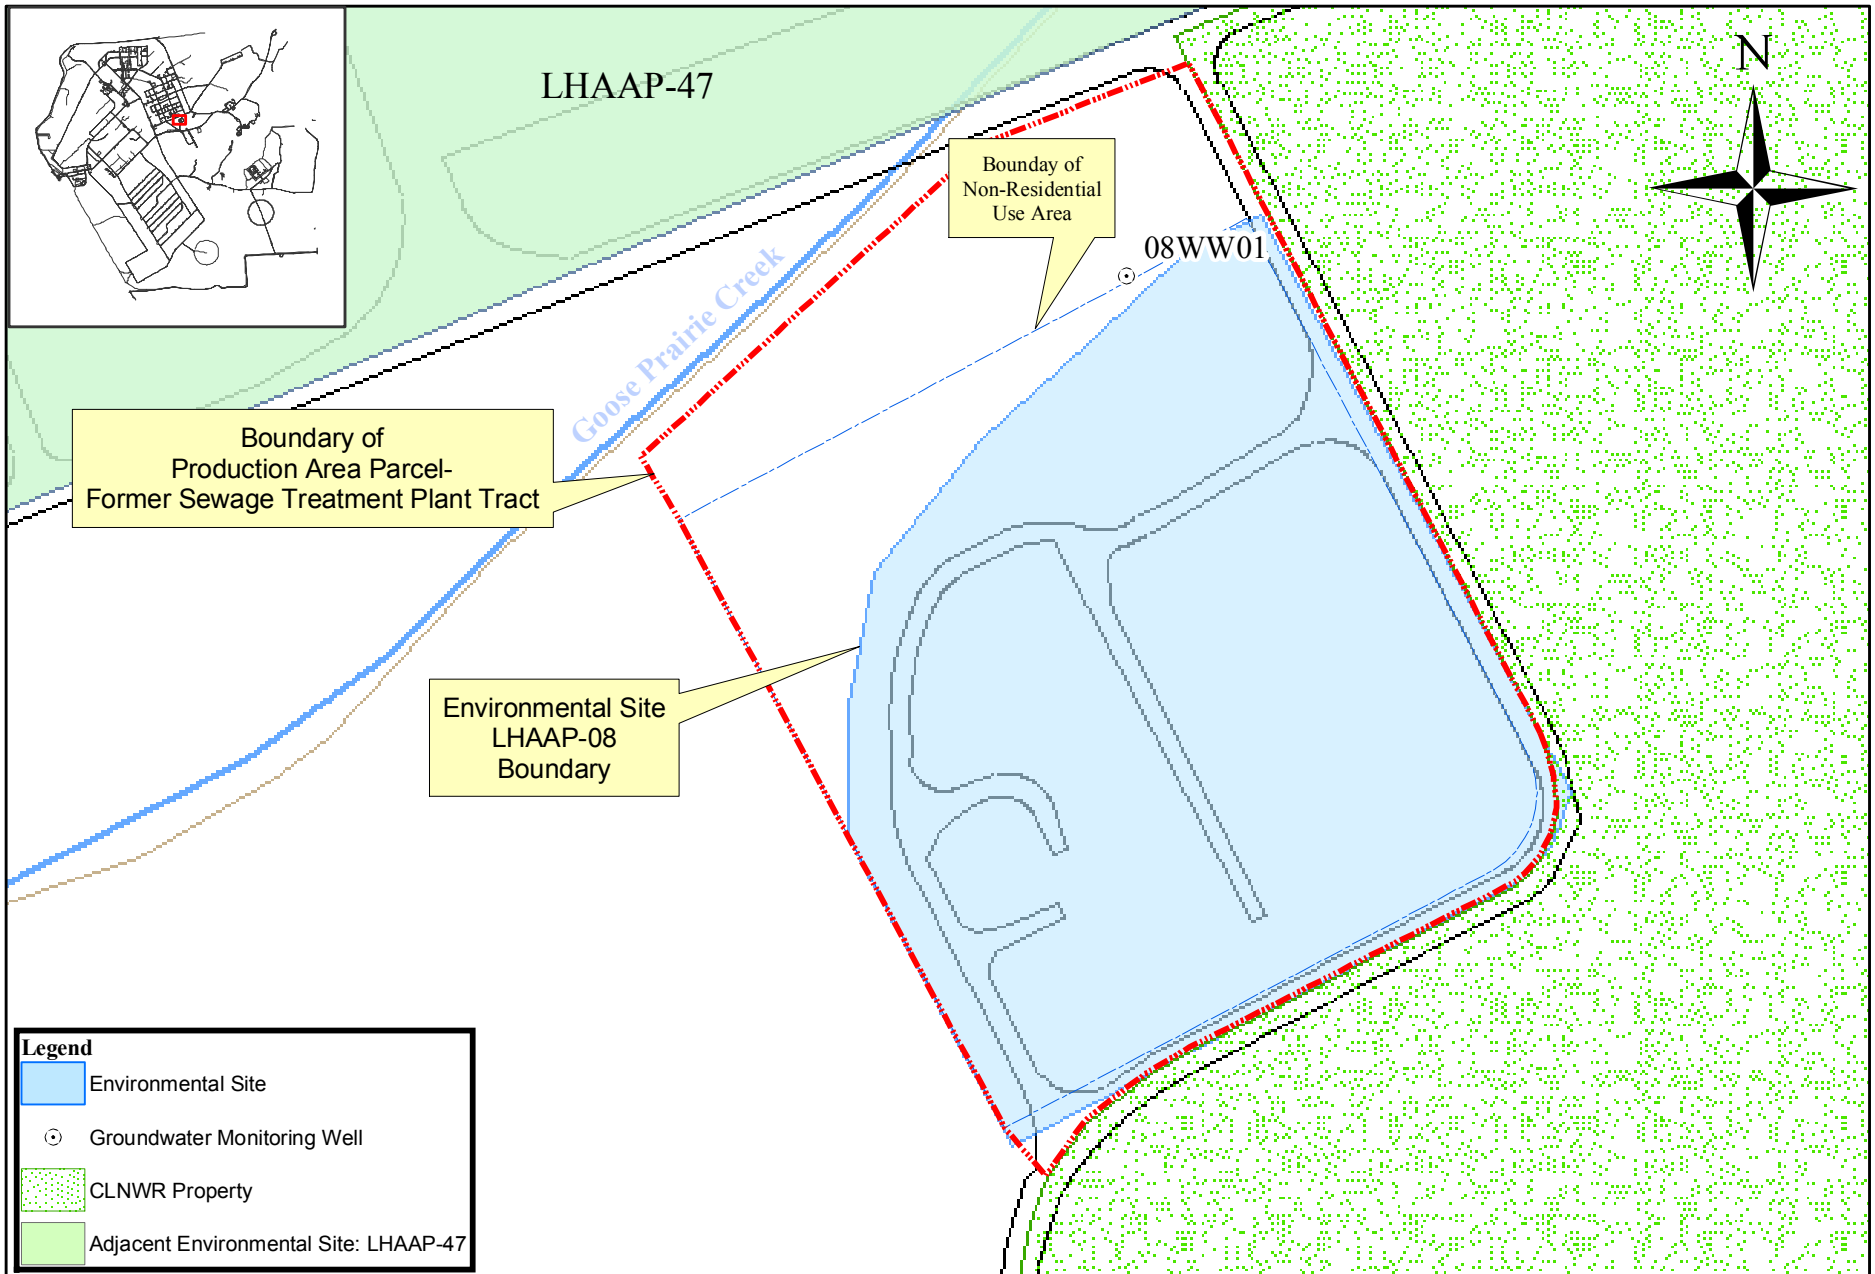 LHAAP-47
N
Bounday of
Non-Residential
Use Area
08WW01
Goose Prairie Creek
Boundary of
Production Area Parcel-
Former Sewage Treatment Plant Tract
Environmental Site
LHAAP-08
Boundary
Legend
Environmental Site
Groundwater Monitoring Well
CLNWR Property
Adjacent Environmental Site: LHAAP-47